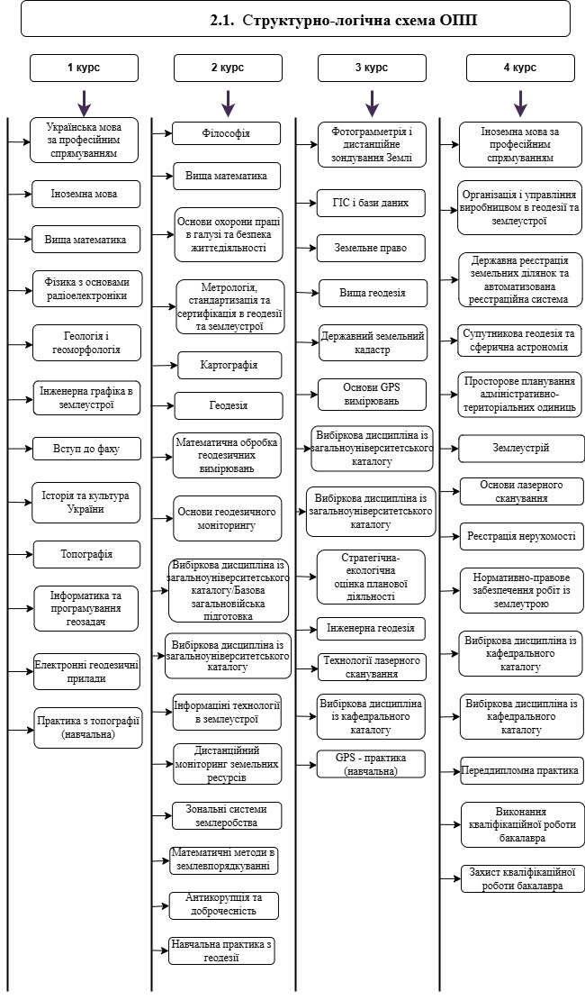 2.1. Структурно-логічна схема ОПП
1 курс
Українська мова
за професійним
спрямуванням
Іноземна мова
Вища математика
Фізика з основами
радіоелектроніки
Геологія і
геоморфологія
Інженерна графіка в
землеустрої
Вступ до фаху
Історія та культура
України
Топографія
Інформатика та
програмування
геозадач
Електронні геодезичні
прилади
Практика з топографії
(навчальна)
2 курс
Філософія
Вища математика
Основи охорони праці
в галузі та безпека
життєдіяльності
Метрологія,
стандартизація та
сертифікація в геодезії
та землеустрої
Картографія
Геодезія
Математична обробка
геодезичних
вимірювань
Основи геодезичного
моніторингу
Вибіркова дисципліна із
загальноуніверситетського
каталогу/Базова
загальновійська
підготовка
Вибіркова дисципліна із
загальноуніверситетського
каталогу
Інформаціні технології
в землеустрої
Дистанційний
моніторинг земельних
ресурсів
Зональні системи
землеробства
Математичні методи в
землевпорядкуванні
Антикорупція та
доброчесність
Навчальна практика з
геодезії
3 курс
Фотограмметрія і
дистанційне
зондування Землі
ГІС і бази даних
Земельне право
Вища геодезія
Державний земельний
кадастр
Основи GPS
вимірювань
Вибіркова дисципліна із
загальноуніверситетського
каталогу
Вибіркова дисципліна із
загальноуніверситетського
каталогу
Стратегічна-
екологічна
оцінка планової
діяльності
Інженерна геодезія
Технології лазерного
сканування
Вибіркова дисципліна
із кафедрального
каталогу
GPS - практика
(навчальна)
4 курс
Іноземна мова за
професійним
спрямуванням
Організація і управління
виробництвом в геодезії та
землеустрої
Державна реєстрація
земельних ділянок та
автоматизована
реєстраційна система
Супутникова геодезія та
сферична астрономія
Просторове планування
адміністративно-
територіальних одиниць
Землеустрій
Основи лазерного
сканування
Реєстрація нерухомості
Нормативно-правове
забезпечення робіт із
землеутрою
Вибіркова дисципліна із
кафедрального
каталогу
Вибіркова дисципліна із
кафедрального
каталогу
Переддипломна практика
Виконання
кваліфікаційної роботи
бакалавра
Захист кваліфікаційної
роботи бакалавра